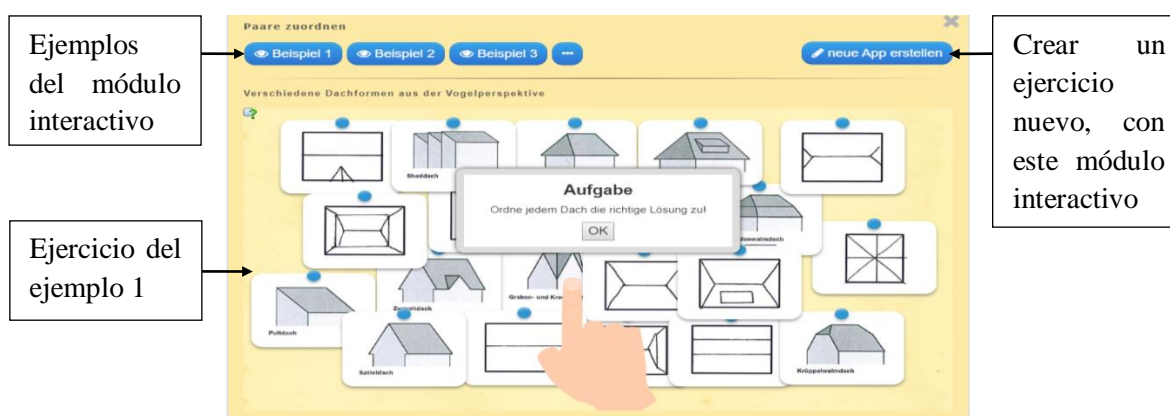 Ejemplos
del módulo
interactivo
Paare zuordnen
Beispiel 1
Beispiel 2
Beispiel 3
neue App erstellen
Crear un
ejercicio
nuevo, con
este módulo
interactivo
Verschiedene Dachformen aus der Vogelperspektive
Sheddach
Aufgabe
Ordne jedem Dach die richtige Lösung zu!
OK
Ejercicio del
ejemplo 1
Graben- und
Pultdach
Satteldach
Krüppelwalmdach